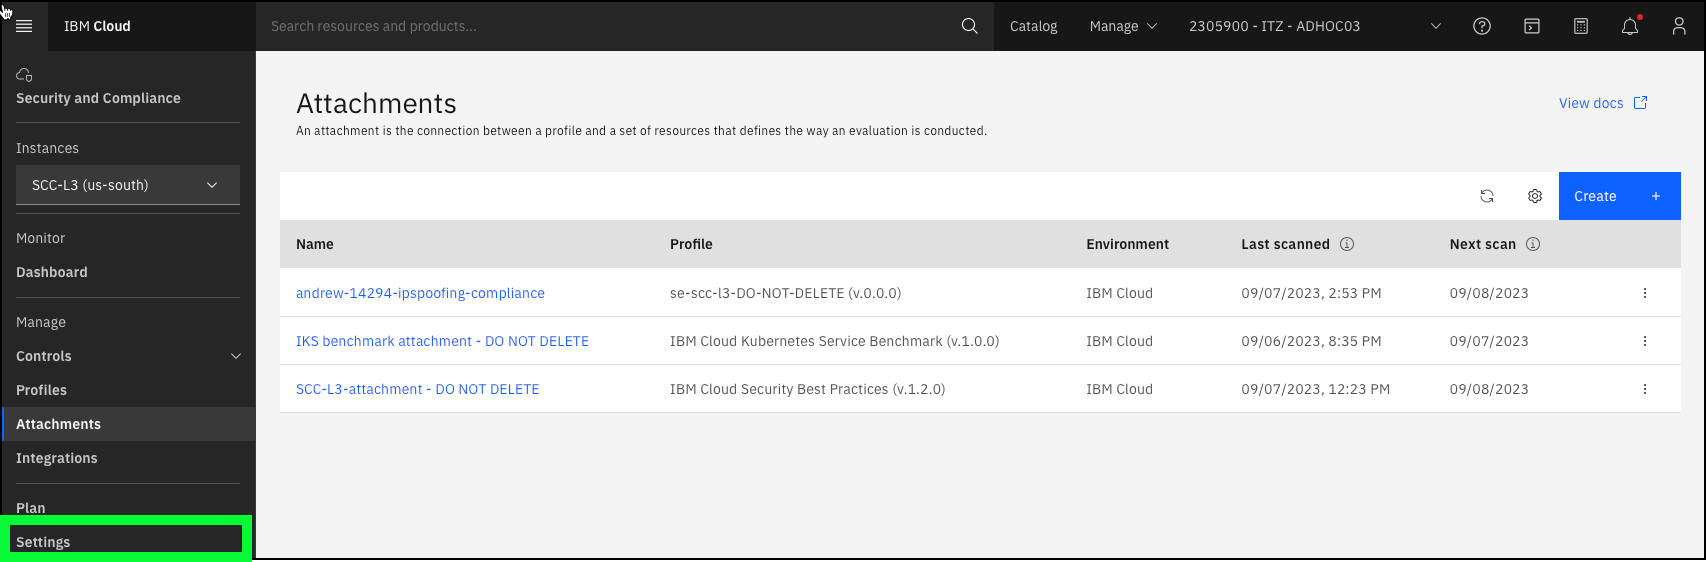 IBM Cloud
Search resources and products...
Catalog
Manage
2305900 - ITZ - ADHOC03
Security and Compliance
Instances
SCC-L3 (us-south)
Monitor
Dashboard
Manage
Controls
Profiles
Attachments
Integrations
Plan
Settings
Attachments
View docs
An attachment is the connection between a profile and a set of resources that defines the way an evaluation is conducted.
Create +
Name Profile Environment Last scanned Next scan
andrew-14294-ipspoofing-compliance se-scc-l3-DO-NOT-DELETE (v.0.0.0) IBM Cloud 09/07/2023, 2:53 PM 09/08/2023
IKS benchmark attachment - DO NOT DELETE IBM Cloud Kubernetes Service Benchmark (v.1.0.0) IBM Cloud 09/06/2023, 8:35 PM 09/07/2023
SCC-L3-attachment - DO NOT DELETE IBM Cloud Security Best Practices (v.1.2.0) IBM Cloud 09/07/2023, 12:23 PM 09/08/2023